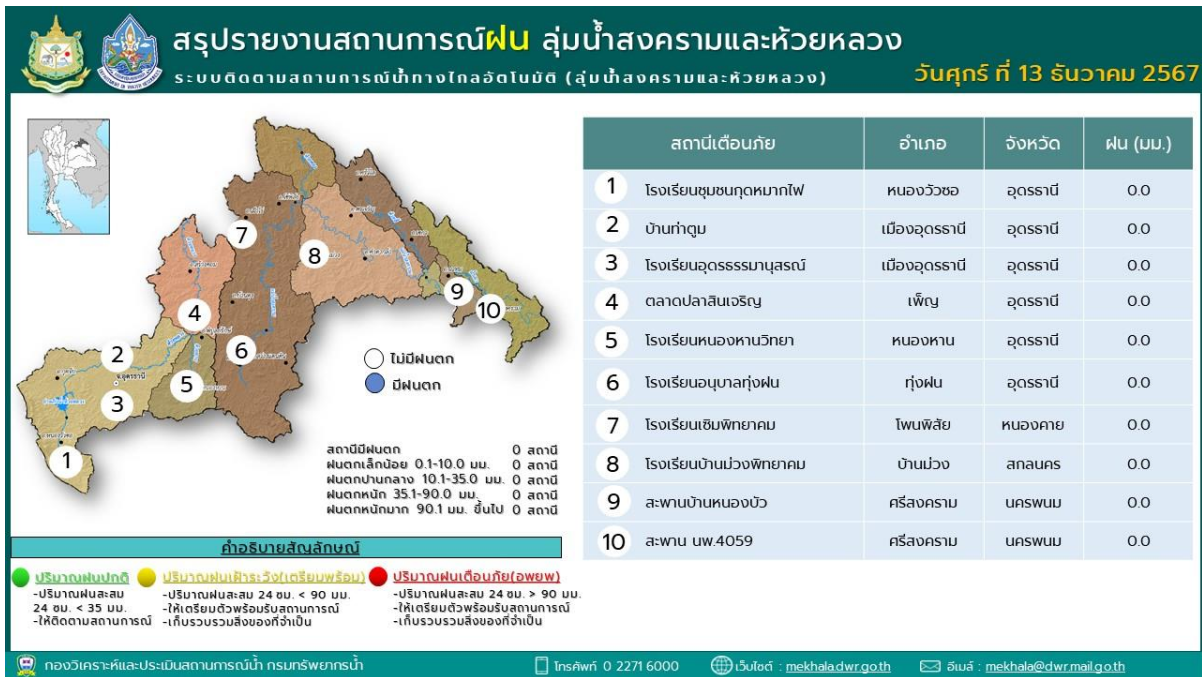 สรุปรายงานสถานการณ์ฝน ลุ่มน้ำสงครามและห้วยหลวง
ระบบติดตามสถานการณ์น้ำทางไกลอัตโนมัติ (ลุ่มน้ำสงครามและห้วยหลวง)
วันศุกร์ ที่ 13 ธันวาคม 2567
7
8
9
10
4
6
2
5
3
1
จ.อุดรธานี
ไม่มีฝนตก
มีฝนตก
สถานีมีฝนตก 0 สถานี
ฝนตกเล็กน้อย 0.1-10.0 มม. 0 สถานี
ฝนตกปานกลาง 10.1-35.0 มม. 0 สถานี
ฝนตกหนัก 35.1-90.0 มม. 0 สถานี
ฝนตกหนักมาก 90.1 มม. ขึ้นไป 0 สถานี
สถานีเตือนภัย อำเภอ จังหวัด ฝน (มม.)
1 โรงเรียนชุมชนกุดหมากไฟ หนองวัวซอ อุดรธานี 0.0
2 บ้านท่าตูม เมืองอุดรธานี อุดรธานี 0.0
3 โรงเรียนอุดรธรรมานุสรณ์ เมืองอุดรธานี อุดรธานี 0.0
4 ตลาดปลาสินเจริญ เพ็ญ อุดรธานี 0.0
5 โรงเรียนหนองหานวิทยา หนองหาน อุดรธานี 0.0
6 โรงเรียนอนุบาลทุ่งฝน ทุ่งฝน อุดรธานี 0.0
7 โรงเรียนเซิมพิทยาคม โพนพิสัย หนองคาย 0.0
8 โรงเรียนบ้านม่วงพิทยาคม บ้านม่วง สกลนคร 0.0
9 สะพานบ้านหนองบัว ศรีสงคราม นครพนม 0.0
10 สะพาน นพ.4059 ศรีสงคราม นครพนม 0.0
คำอธิบายสัญลักษณ์
ปริมาณฝนปกติ
-ปริมาณฝนสะสม
24 ชม. < 35 มม.
-ให้ติดตามสถานการณ์
ปริมาณฝนเฝ้าระวัง(เตรียมพร้อม)
-ปริมาณฝนสะสม 24 ชม. < 90 มม.
-ให้เตรียมตัวพร้อมรับสถานการณ์
-เก็บรวบรวมสิ่งของที่จำเป็น
ปริมาณฝนเตือนภัย(อพยพ)
-ปริมาณฝนสะสม 24 ชม. > 90 มม.
-ให้เตรียมตัวพร้อมรับสถานการณ์
-เก็บรวบรวมสิ่งของที่จำเป็น
กองวิเคราะห์และประเมินสถานการณ์น้ำ กรมทรัพยากรน้ำ
โทรศัพท์ 0 2271 6000
เว็บไซต์ : mekhala.dwr.go.th
อีเมล์ : mekhala@dwr.mail.go.th